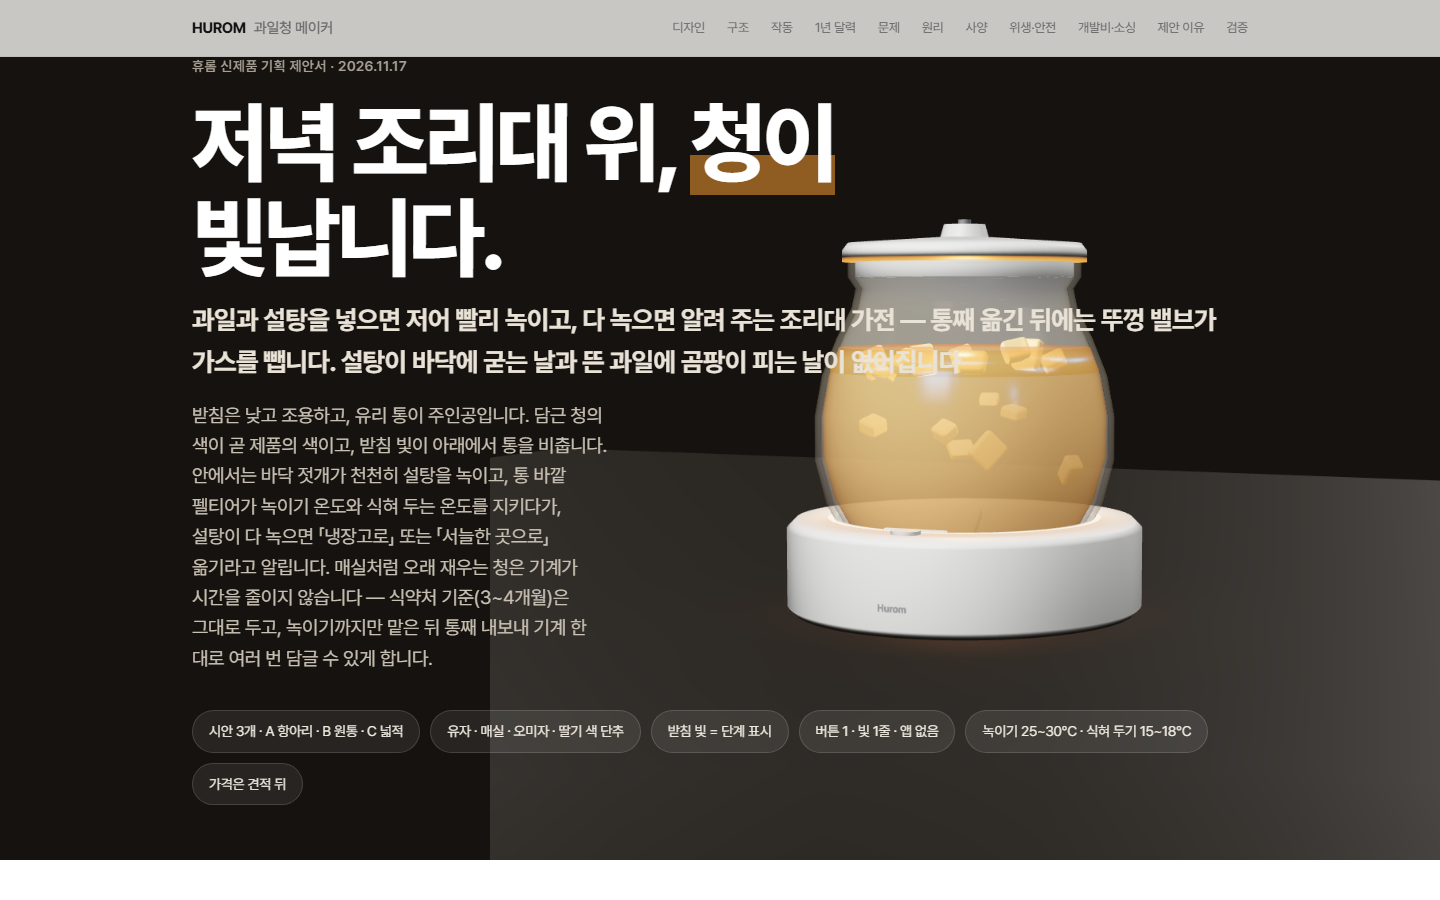 HUROM 과일청 메이커
디자인 구조 작동 1년 달력 문제 원리 사양 위생·안전 개발비·소싱 제안 이유 검증
휴롬 신제품 기획 제안서 · 2026.11.17
저녁 조리대 위, 청이
빛납니다.
과일과 설탕을 넣으면 저어 빨리 녹이고, 다 녹으면 알려 주는 조리대 가전 — 통째 옮긴 뒤에는 뚜껑 밸브가
가스를 뺍니다. 설탕이 바닥에 굳는 날과 뜬 과일에 곰팡이 피는 날이 없어집니다.
받침은 낮고 조용하고, 유리 통이 주인공입니다. 담근 청의
색이 곧 제품의 색이고, 받침 빛이 아래에서 통을 비춥니다.
안에서는 바닥 젓개가 천천히 설탕을 녹이고, 통 바깥
펠티어가 녹이기 온도와 식혀 두는 온도를 지키다가,
설탕이 다 녹으면 「냉장고로」 또는 「서늘한 곳으로」
옮기라고 알립니다. 매실처럼 오래 재우는 청은 기계가
시간을 줄이지 않습니다 — 식약처 기준(3~4개월)은
그대로 두고, 녹이기까지만 맡은 뒤 통째 내보내 기계 한
대로 여러 번 담글 수 있게 합니다.
Hurom
시안 3개 · A 항아리 · B 원통 · C 넓적
유자 · 매실 · 오미자 · 딸기 색 단추
받침 빛 = 단계 표시
버튼 1 · 빛 1줄 · 앱 없음
녹이기 25~30°C · 식혀 두기 15~18°C
가격은 견적 뒤